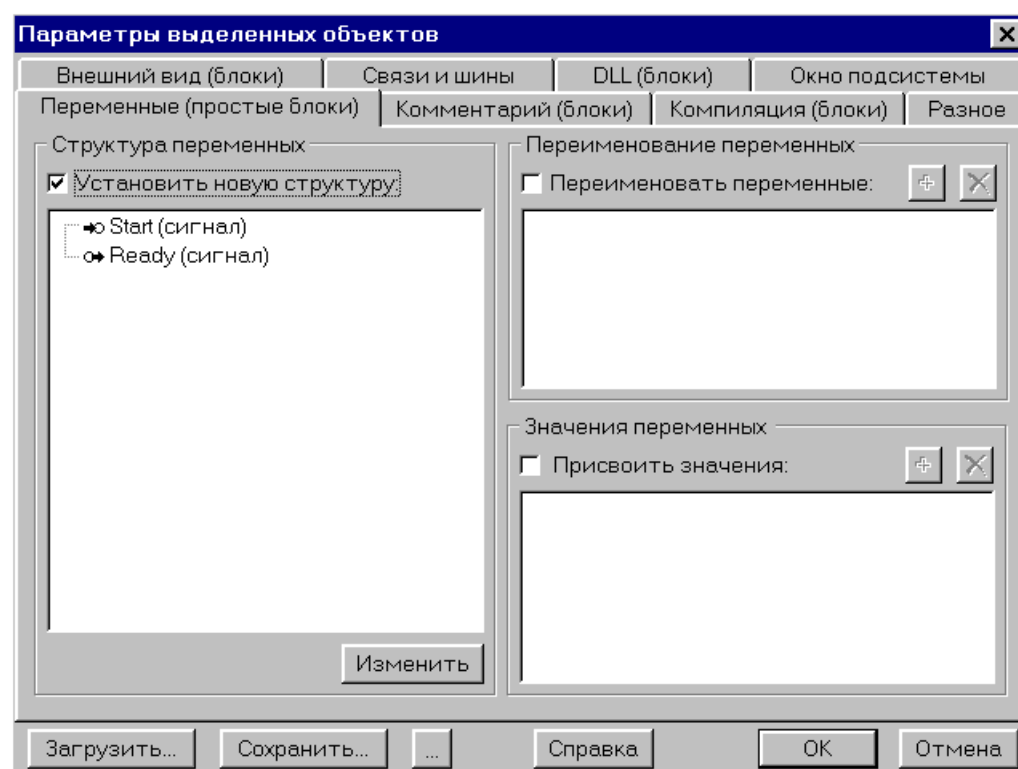 Параметры выделенных объектов
Внешний вид (блоки) Связи и шины DLL (блоки) Окно подсистемы
Переменные (простые блоки) Комментарий (блоки) Компиляция (блоки) Разное
Структура переменных
Установить новую структуру:
Start (сигнал)
Ready (сигнал)
Изменить
Переименование переменных
Переименовать переменные:
Значения переменных
Присвоить значения:
Загрузить... Сохранить... ... Справка OK Отмена